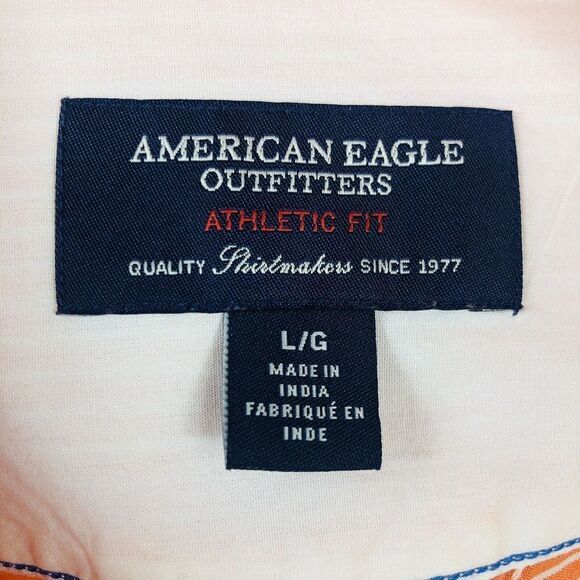 AMERICAN EAGLE
OUTFITTERS
ATHLETIC FIT
QUALITY Shirtmakers SINCE 1977
L/G
MADE IN
INDIA
FABRIQUÉ EN
INDE